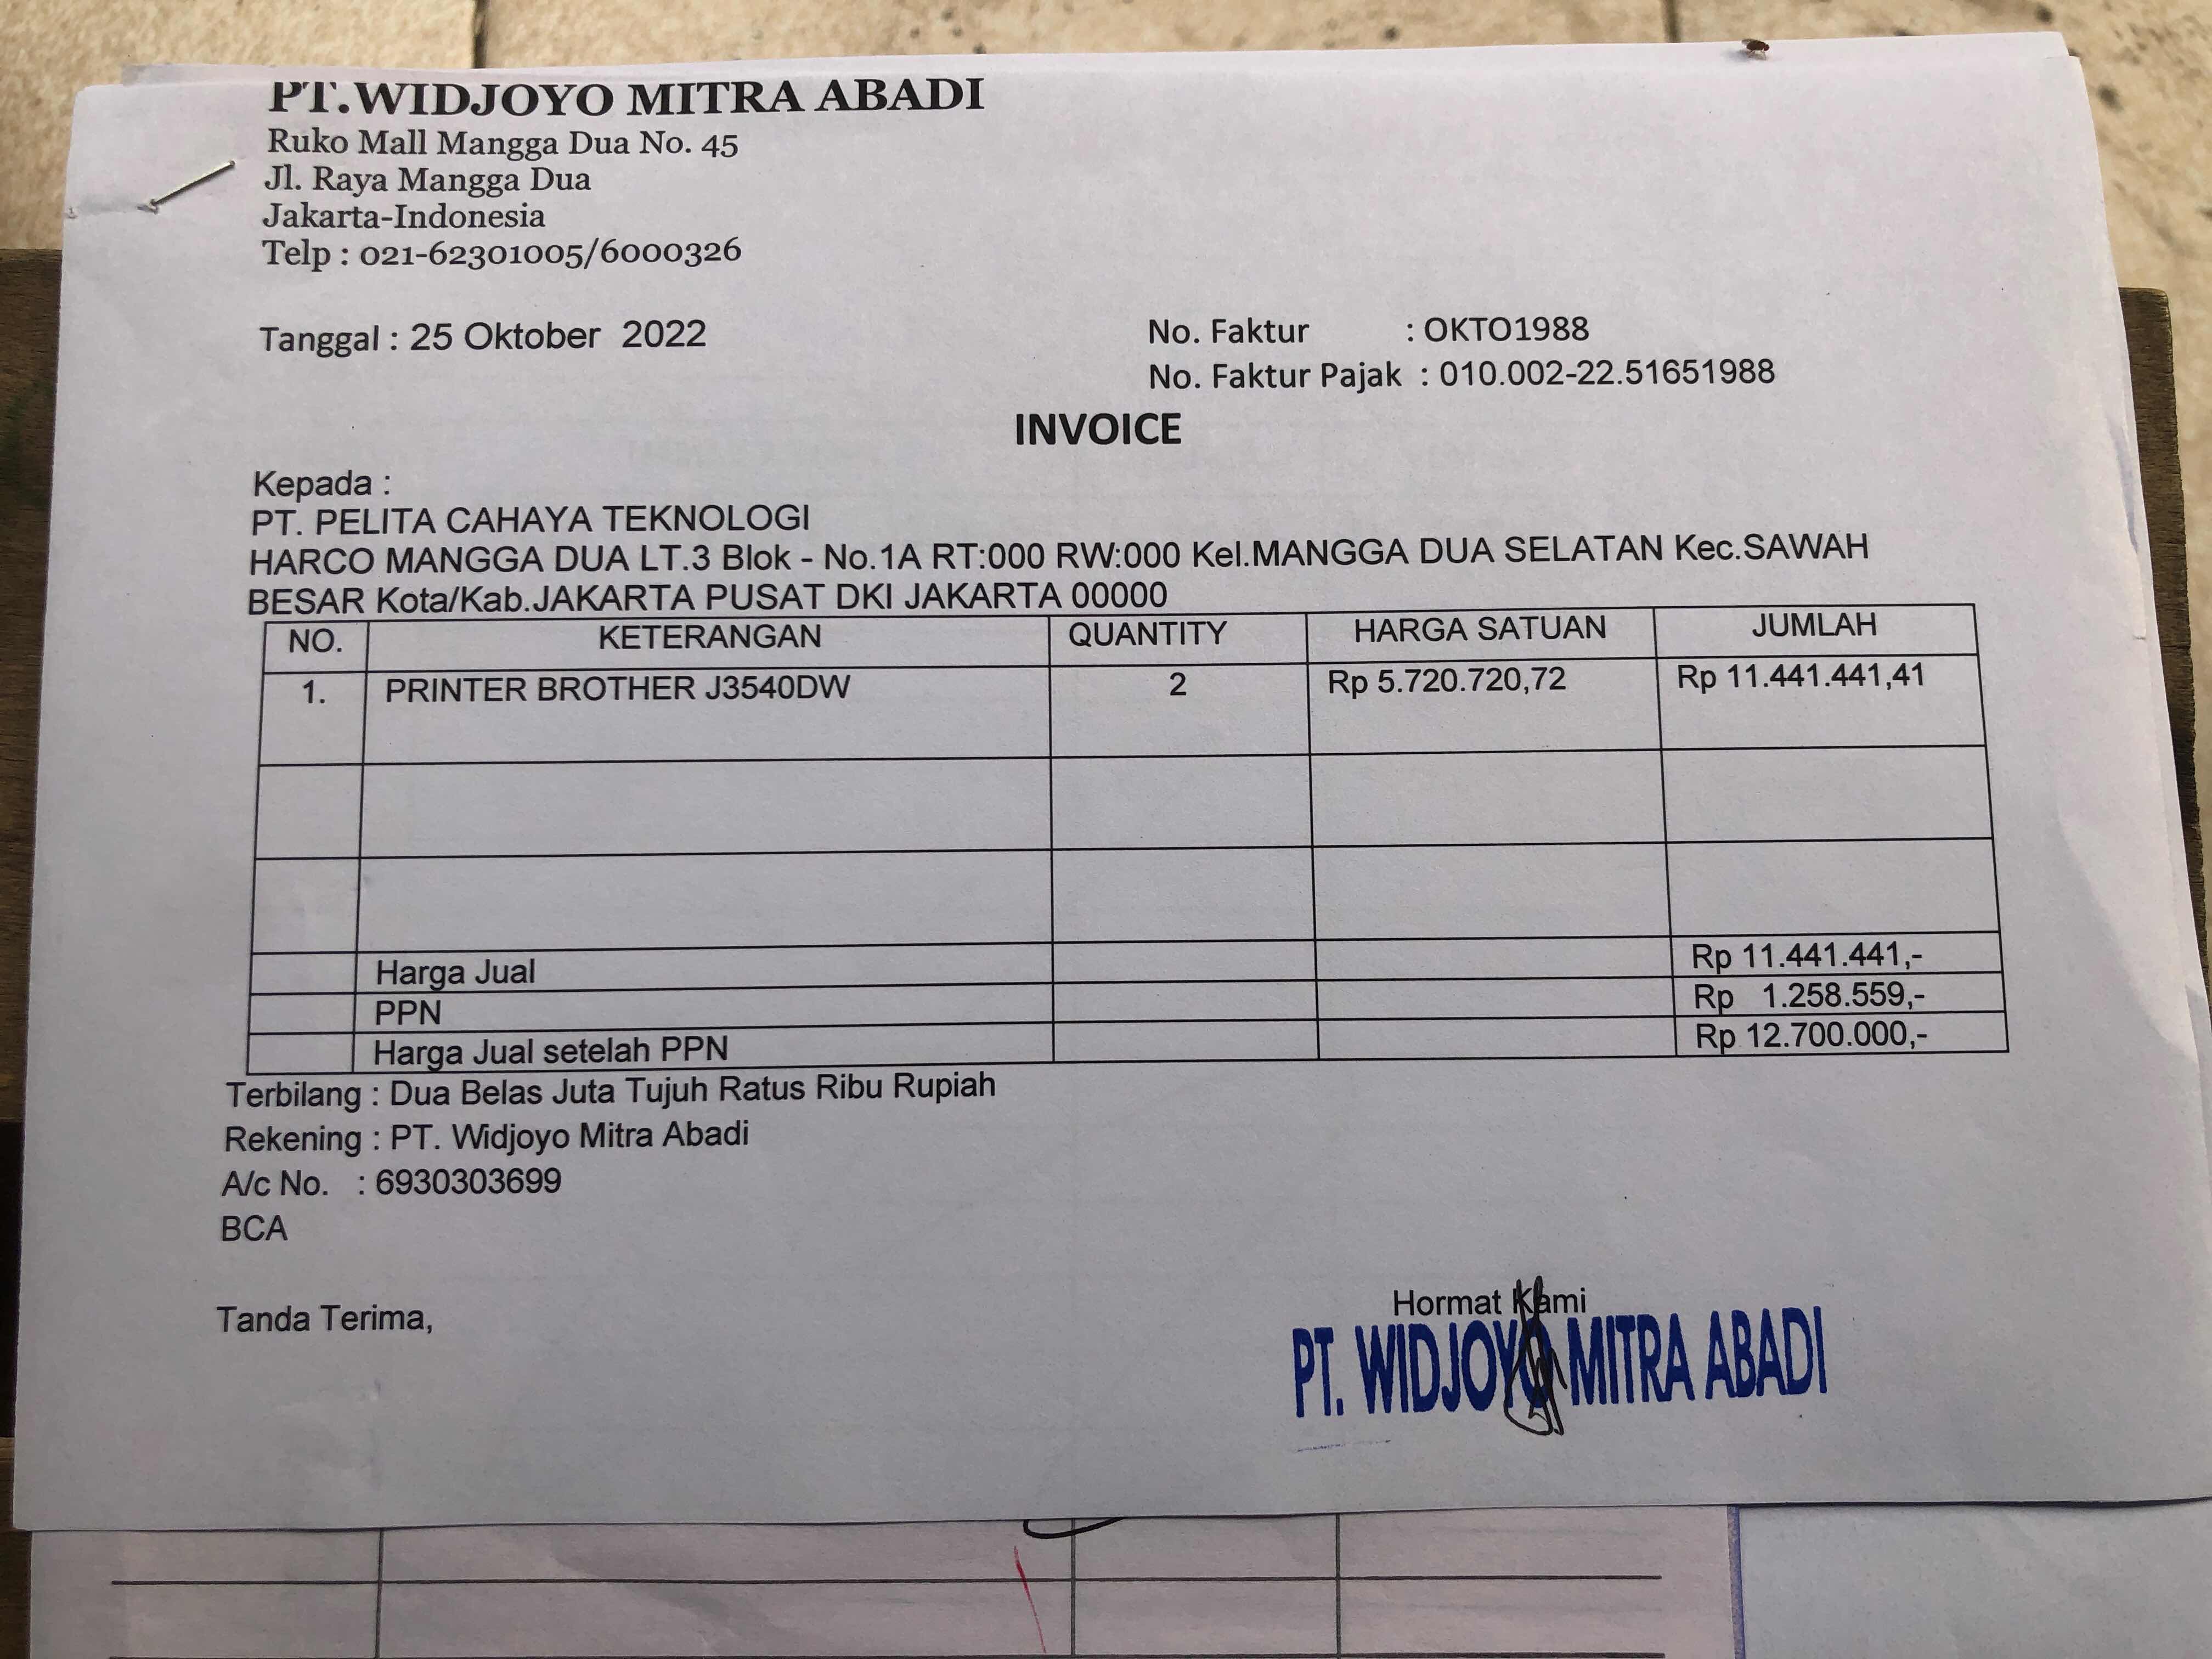 PT.WIDJOYO MITRA ABADI
Ruko Mall Mangga Dua No. 45
Jl. Raya Mangga Dua
Jakarta-Indonesia
Telp : 021-62301005/6000326
Tanggal : 25 Oktober 2022
No. Faktur : OKTO1988
No. Faktur Pajak : 010.002-22.51651988
INVOICE
Kepada :
PT. PELITA CAHAYA TEKNOLOGI
HARCO MANGGA DUA LT.3 Blok - No.1A RT:000 RW:000 Kel.MANGGA DUA SELATAN Kec.SAWAH
BESAR Kota/Kab.JAKARTA PUSAT DKI JAKARTA 00000
NO. KETERANGAN QUANTITY HARGA SATUAN JUMLAH
1. PRINTER BROTHER J3540DW 2 Rp 5.720.720,72 Rp 11.441.441,41
Harga Jual Rp 11.441.441,-
PPN Rp 1.258.559,-
Harga Jual setelah PPN Rp 12.700.000,-
Terbilang : Dua Belas Juta Tujuh Ratus Ribu Rupiah
Rekening : PT. Widjoyo Mitra Abadi
A/c No. : 6930303699
BCA
Tanda Terima,
Hormat Kami
PT. WIDJOYO MITRA ABADI